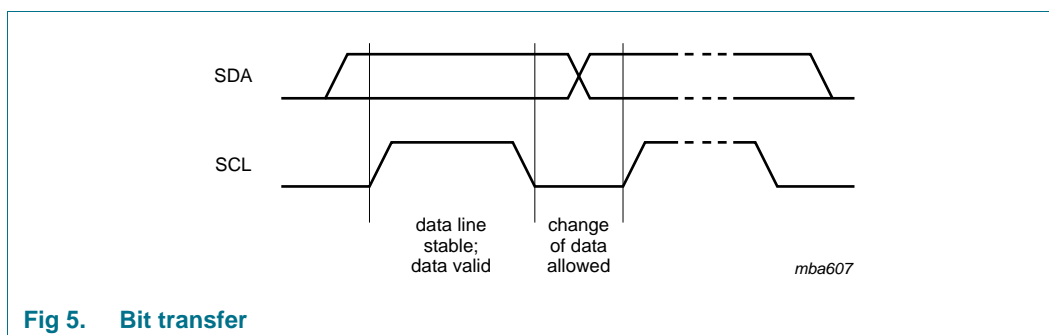 SDA
SCL
data line
stable;
data valid
change
of data
allowed
mba607
Fig 5. Bit transfer